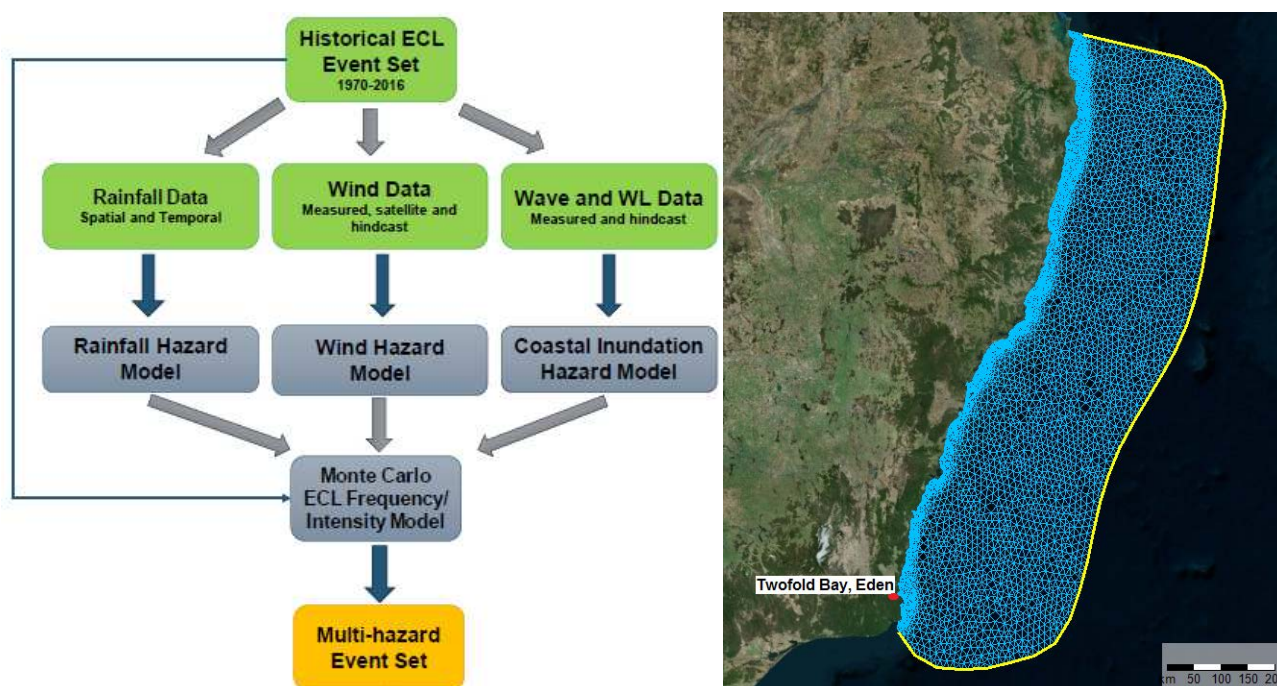 Historical ECL
Event Set
1970-2016
Rainfall Data
Spatial and Temporal
Wind Data
Measured, satellite and
hindcast
Wave and WL Data
Measured and hindcast
Rainfall Hazard
Model
Wind Hazard
Model
Coastal Inundation
Hazard Model
Monte Carlo
ECL Frequency/
Intensity Model
Multi-hazard
Event Set
Twofold Bay, Eden
km 50 100 150